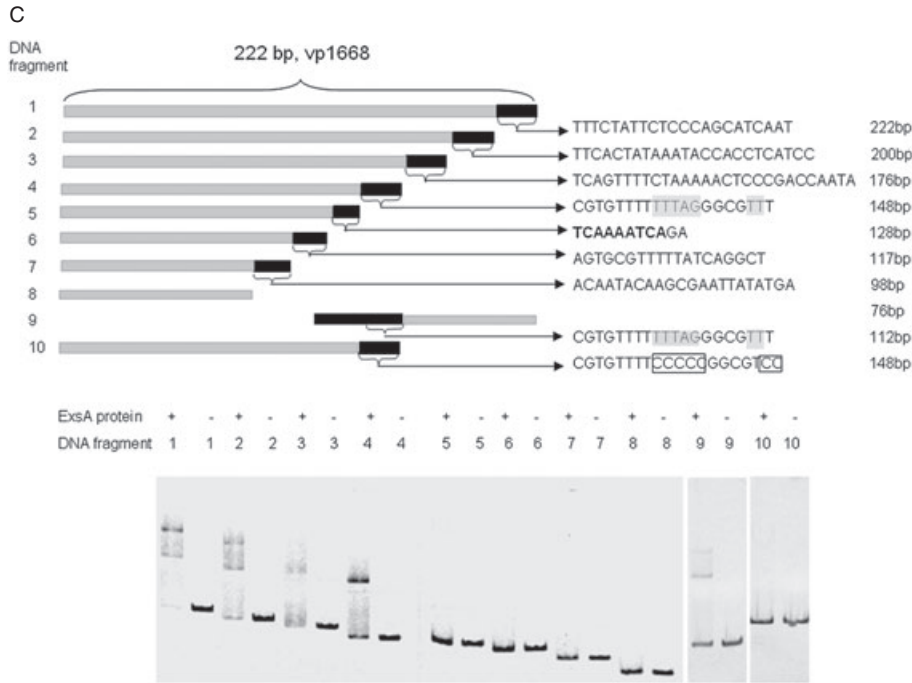 C
DNA
fragment
222 bp, vp1668
1
TTTCTATTCTCCCAGCATCAAT 222bp
2
TTCACTATAAATACCACCTCATCC 200bp
3
TCAGTTTTCTAAAAACTCCCGACCAATA 176bp
4
CGTGTTTTTTTAGGGCGTTT 148bp
5
TCAAAATCAGA 128bp
6
AGTGCGTTTTTATCAGGCT 117bp
7
ACAATACAAGCGAATTATATGA 98bp
8
76bp
9
CGTGTTTTTTTAGGGCGTTT 112bp
10
CGTGTTTTCCCCCGGCGTCC 148bp
ExsA protein + - + - + - + - + - + - + - + - + - + -
DNA fragment 1 1 2 2 3 3 4 4 5 5 6 6 7 7 8 8 9 9 10 10